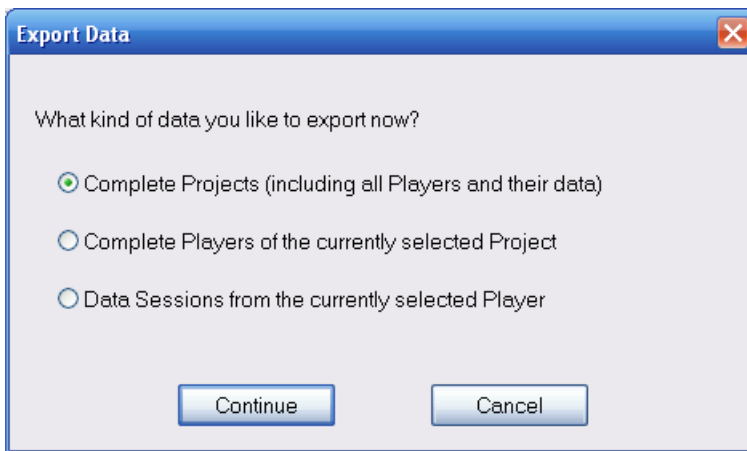 Export Data
What kind of data you like to export now?
Complete Projects (including all Players and their data)
Complete Players of the currently selected Project
Data Sessions from the currently selected Player
Continue Cancel